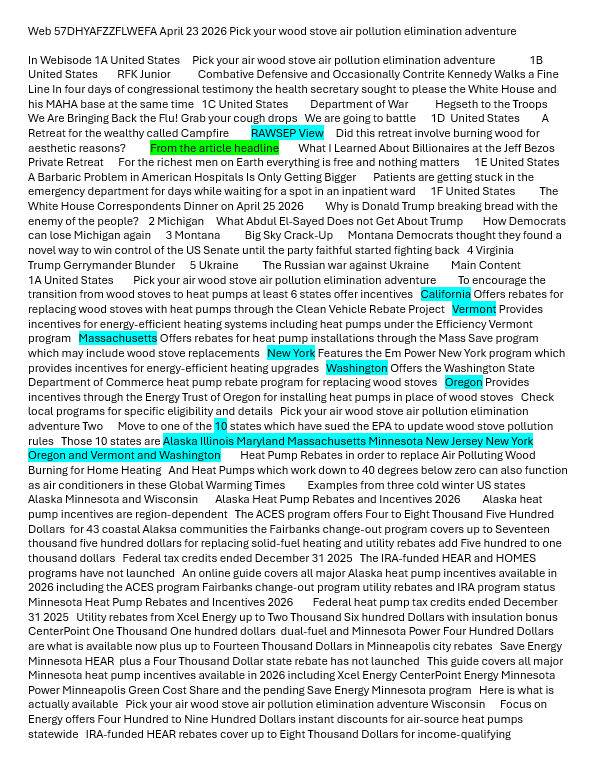 Web 57DHYAFZZFLWEFA April 23 2026 Pick your wood stove air pollution elimination adventure
In Webisode 1A United States Pick your air wood stove air pollution elimination adventure 1B
United States RFK Junior Combative Defensive and Occasionally Contrite Kennedy Walks a Fine
Line In four days of congressional testimony the health secretary sought to please the White House and
his MAHA base at the same time 1C United States Department of War Hegseth to the Troops
We Are Bringing Back the Flu! Grab your cough drops We are going to battle 1D United States A
Retreat for the wealthy called Campfire RAWSEP View Did this retreat involve burning wood for
aesthetic reasons? From the article headline What I Learned About Billionaires at the Jeff Bezos
Private Retreat For the richest men on Earth everything is free and nothing matters 1E United States
A Barbaric Problem in American Hospitals Is Only Getting Bigger Patients are getting stuck in the
emergency department for days while waiting for a spot in an inpatient ward 1F United States The
White House Correspondents Dinner on April 25 2026 Why is Donald Trump breaking bread with the
enemy of the people? 2 Michigan What Abdul El-Sayed Does not Get About Trump How Democrats
can lose Michigan again 3 Montana Big Sky Crack-Up Montana Democrats thought they found a
novel way to win control of the US Senate until the party faithful started fighting back 4 Virginia
Trump Gerrymander Blunder 5 Ukraine The Russian war against Ukraine Main Content
1A United States Pick your air wood stove air pollution elimination adventure To encourage the
transition from wood stoves to heat pumps at least 6 states offer incentives California Offers rebates for
replacing wood stoves with heat pumps through the Clean Vehicle Rebate Project Vermont Provides
incentives for energy-efficient heating systems including heat pumps under the Efficiency Vermont
program Massachusetts Offers rebates for heat pump installations through the Mass Save program
which may include wood stove replacements New York Features the Em Power New York program which
provides incentives for energy-efficient heating upgrades Washington Offers the Washington State
Department of Commerce heat pump rebate program for replacing wood stoves Oregon Provides
incentives through the Energy Trust of Oregon for installing heat pumps in place of wood stoves Check
local programs for specific eligibility and details Pick your air wood stove air pollution elimination
adventure Two Move to one of the 10 states which have sued the EPA to update wood stove pollution
rules Those 10 states are Alaska Illinois Maryland Massachusetts Minnesota New Jersey New York
Oregon and Vermont and Washington Heat Pump Rebates in order to replace Air Polluting Wood
Burning for Home Heating And Heat Pumps which work down to 40 degrees below zero can also function
as air conditioners in these Global Warming Times Examples from three cold winter US states
Alaska Minnesota and Wisconsin Alaska Heat Pump Rebates and Incentives 2026 Alaska heat
pump incentives are region-dependent The ACES program offers Four to Eight Thousand Five Hundred
Dollars for 43 coastal Alaksa communities the Fairbanks change-out program covers up to Seventeen
thousand five hundred dollars for replacing solid-fuel heating and utility rebates add Five hundred to one
thousand dollars Federal tax credits ended December 31 2025 The IRA-funded HEAR and HOMES
programs have not launched An online guide covers all major Alaska heat pump incentives available in
2026 including the ACES program Fairbanks change-out program utility rebates and IRA program status
Minnesota Heat Pump Rebates and Incentives 2026 Federal heat pump tax credits ended December
31 2025 Utility rebates from Xcel Energy up to Two Thousand Six hundred Dollars with insulation bonus
CenterPoint One Thousand One hundred dollars dual-fuel and Minnesota Power Four Hundred Dollars
are what is available now plus up to Fourteen Thousand Dollars in Minneapolis city rebates Save Energy
Minnesota HEAR plus a Four Thousand Dollar state rebate has not launched This guide covers all major
Minnesota heat pump incentives available in 2026 including Xcel Energy CenterPoint Energy Minnesota
Power Minneapolis Green Cost Share and the pending Save Energy Minnesota program Here is what is
actually available Pick your air wood stove air pollution elimination adventure Wisconsin Focus on
Energy offers Four Hundred to Nine Hundred Dollars instant discounts for air-source heat pumps
statewide IRA-funded HEAR rebates cover up to Eight Thousand Dollars for income-qualifying